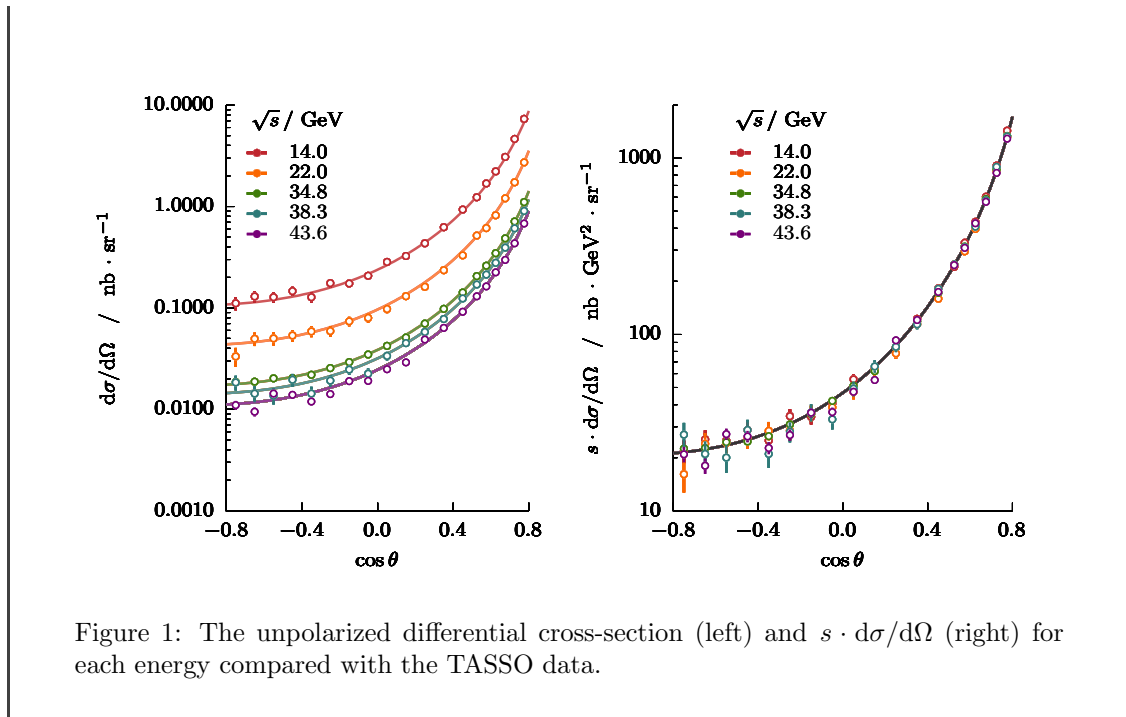 10.0000
1.0000
0.1000
0.0100
0.0010
dσ/dΩ / nb · sr⁻¹
√s / GeV
14.0
22.0
34.8
38.3
43.6
−0.8 −0.4 0.0 0.4 0.8
cos θ
1000
100
10
s · dσ/dΩ / nb · GeV² · sr⁻¹
√s / GeV
14.0
22.0
34.8
38.3
43.6
−0.8 −0.4 0.0 0.4 0.8
cos θ
Figure 1: The unpolarized differential cross-section (left) and s · dσ/dΩ (right) for
each energy compared with the TASSO data.